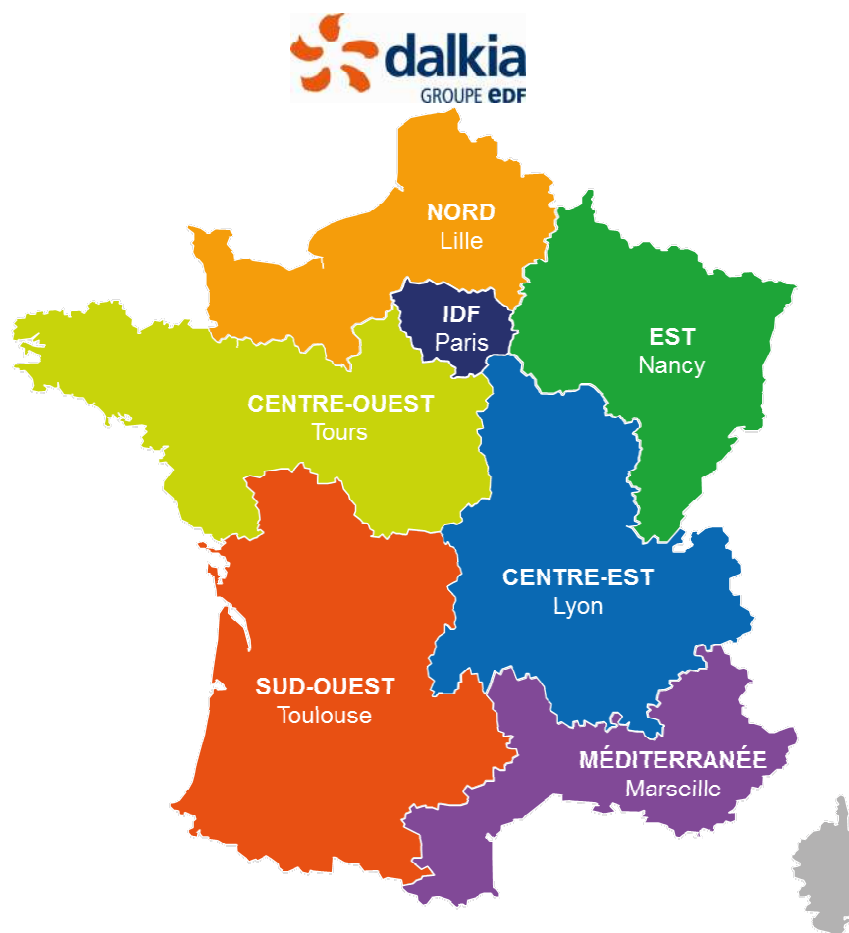 dalkia
GROUPE eDF
NORD
Lille
IDF
Paris
EST
Nancy
CENTRE-OUEST
Tours
CENTRE-EST
Lyon
SUD-OUEST
Toulouse
MÉDITERRANÉE
Marseille